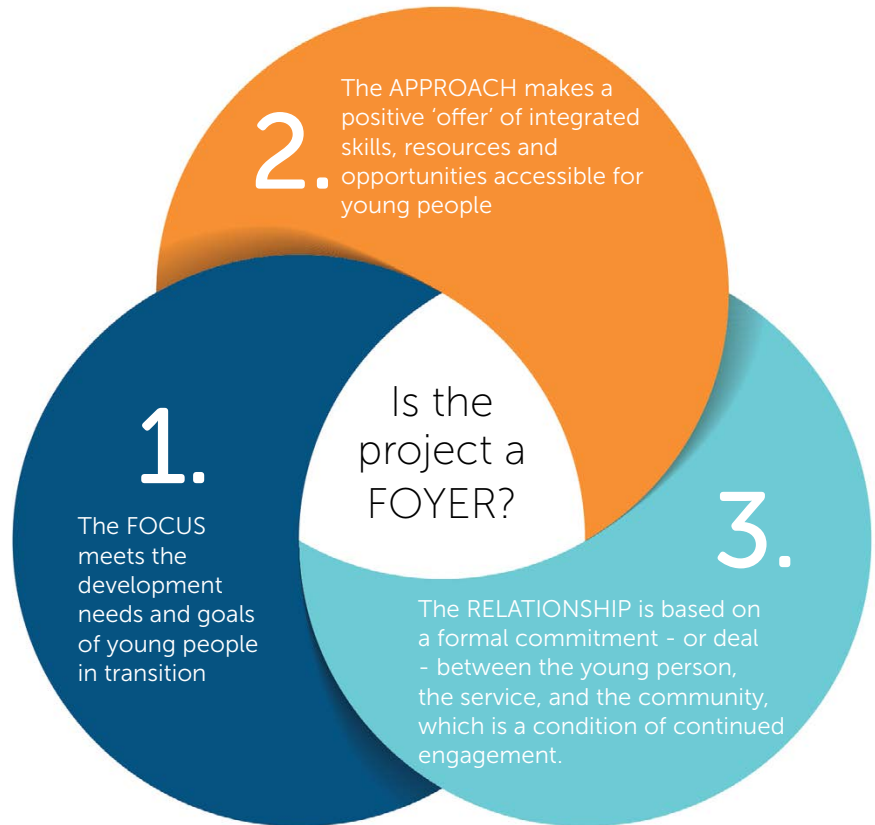 2.
The APPROACH makes a
positive ‘offer’ of integrated
skills, resources and
opportunities accessible for
young people
Is the
project a
FOYER?
1.
The FOCUS
meets the
development
needs and goals
of young people
in transition
3.
The RELATIONSHIP is based on
a formal commitment - or deal
- between the young person,
the service, and the community,
which is a condition of continued
engagement.